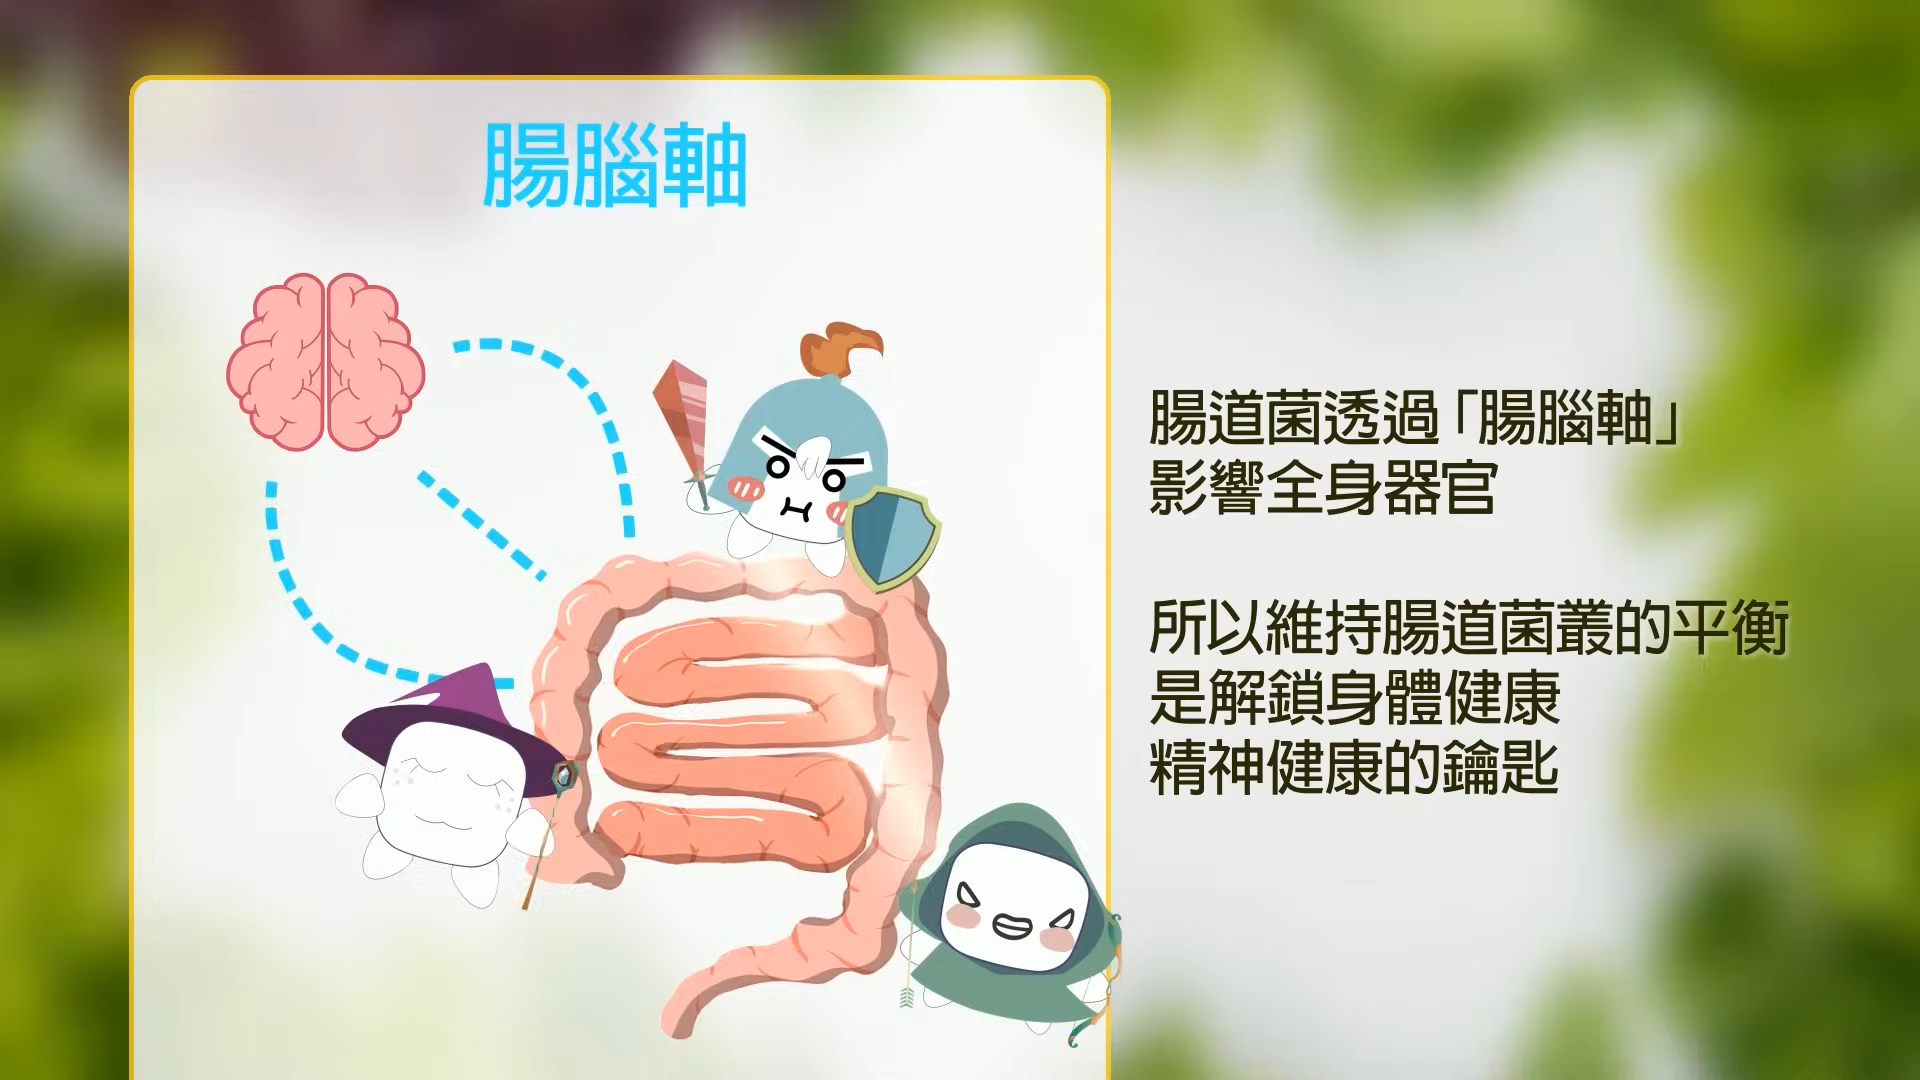 腸腦軸
腸道菌透過「腸腦軸」
影響全身器官
所以維持腸道菌叢的平衡
是解鎖身體健康
精神健康的鑰匙